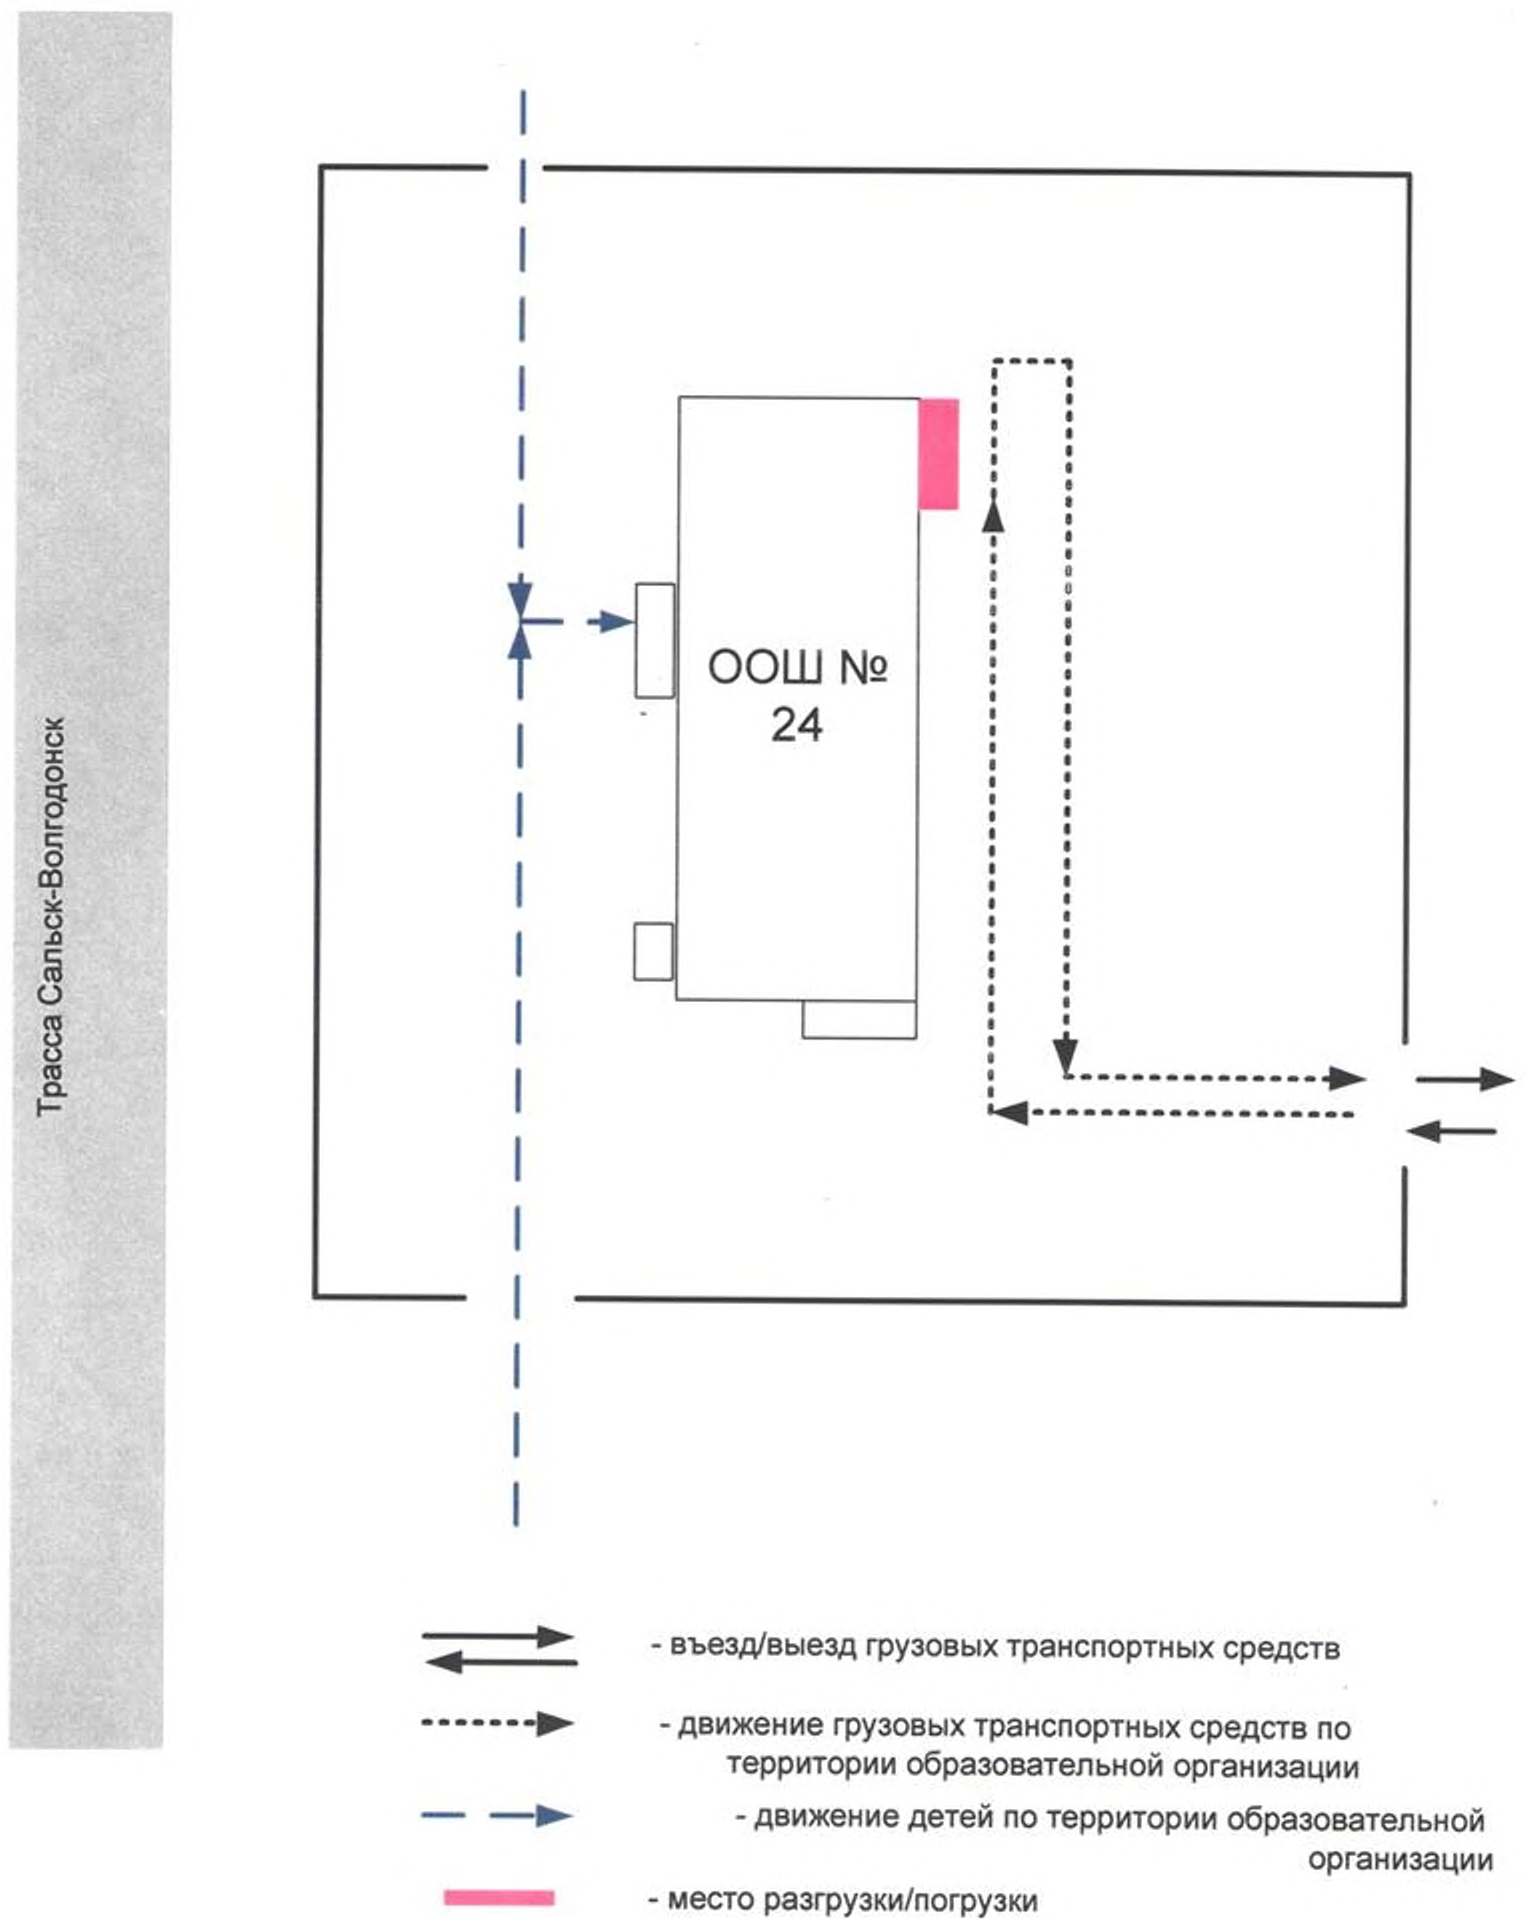 Трасса Сальск-Волгодонск
ООШ №
24
- въезд/выезд грузовых транспортных средств
- движение грузовых транспортных средств по
территории образовательной организации
- движение детей по территории образовательной
организации
- место разгрузки/погрузки